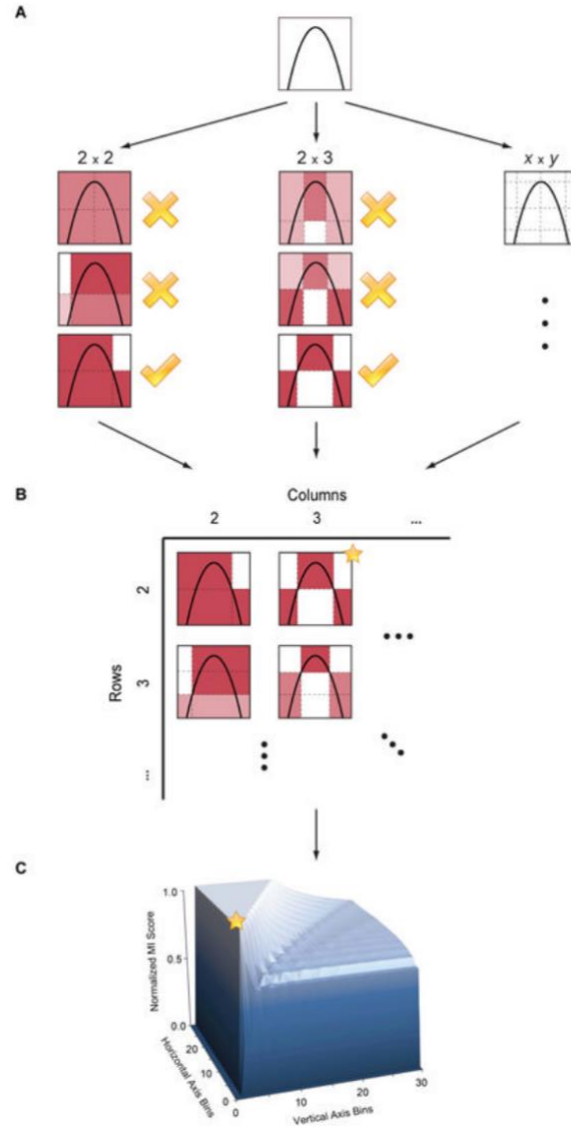 A
2 x 2
2 x 3
x x y
B
Columns
2
3
...
Rows
2
3
...
C
Normalized MI Score
1.0
0.5
0.0
Horizontal Axis Bins
20
10
0
Vertical Axis Bins
0
10
20
30